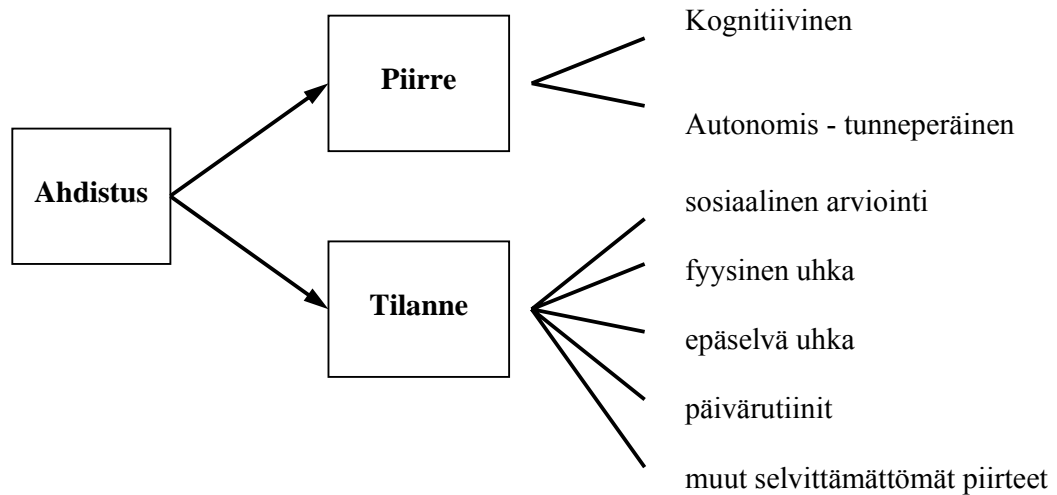 Kognitiivinen
Piirre
Autonomis - tunneperäinen
Ahdistus
sosiaalinen arviointi
fyysinen uhka
Tilanne
epäselvä uhka
päivärutiinit
muut selvittämättömät piirteet